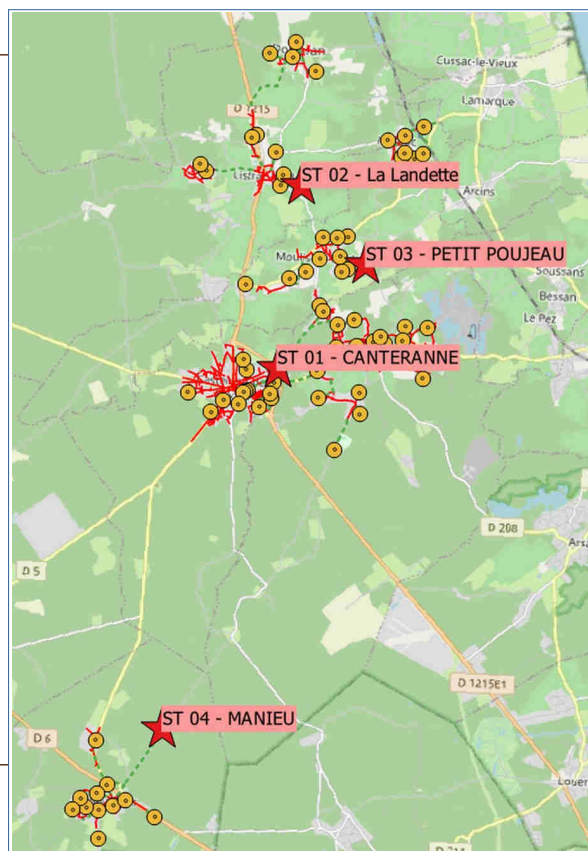 Cussac-le-Vieux
D 1215
Lamarque
ST 02 - La Landette
Arcins
ST 03 - PETIT POUJEAU
Soussans
Bessan
Le Pez
ST 01 - CANTERANNE
D 208
D 5
D 1215E1
ST 04 - MANIEU
D 6